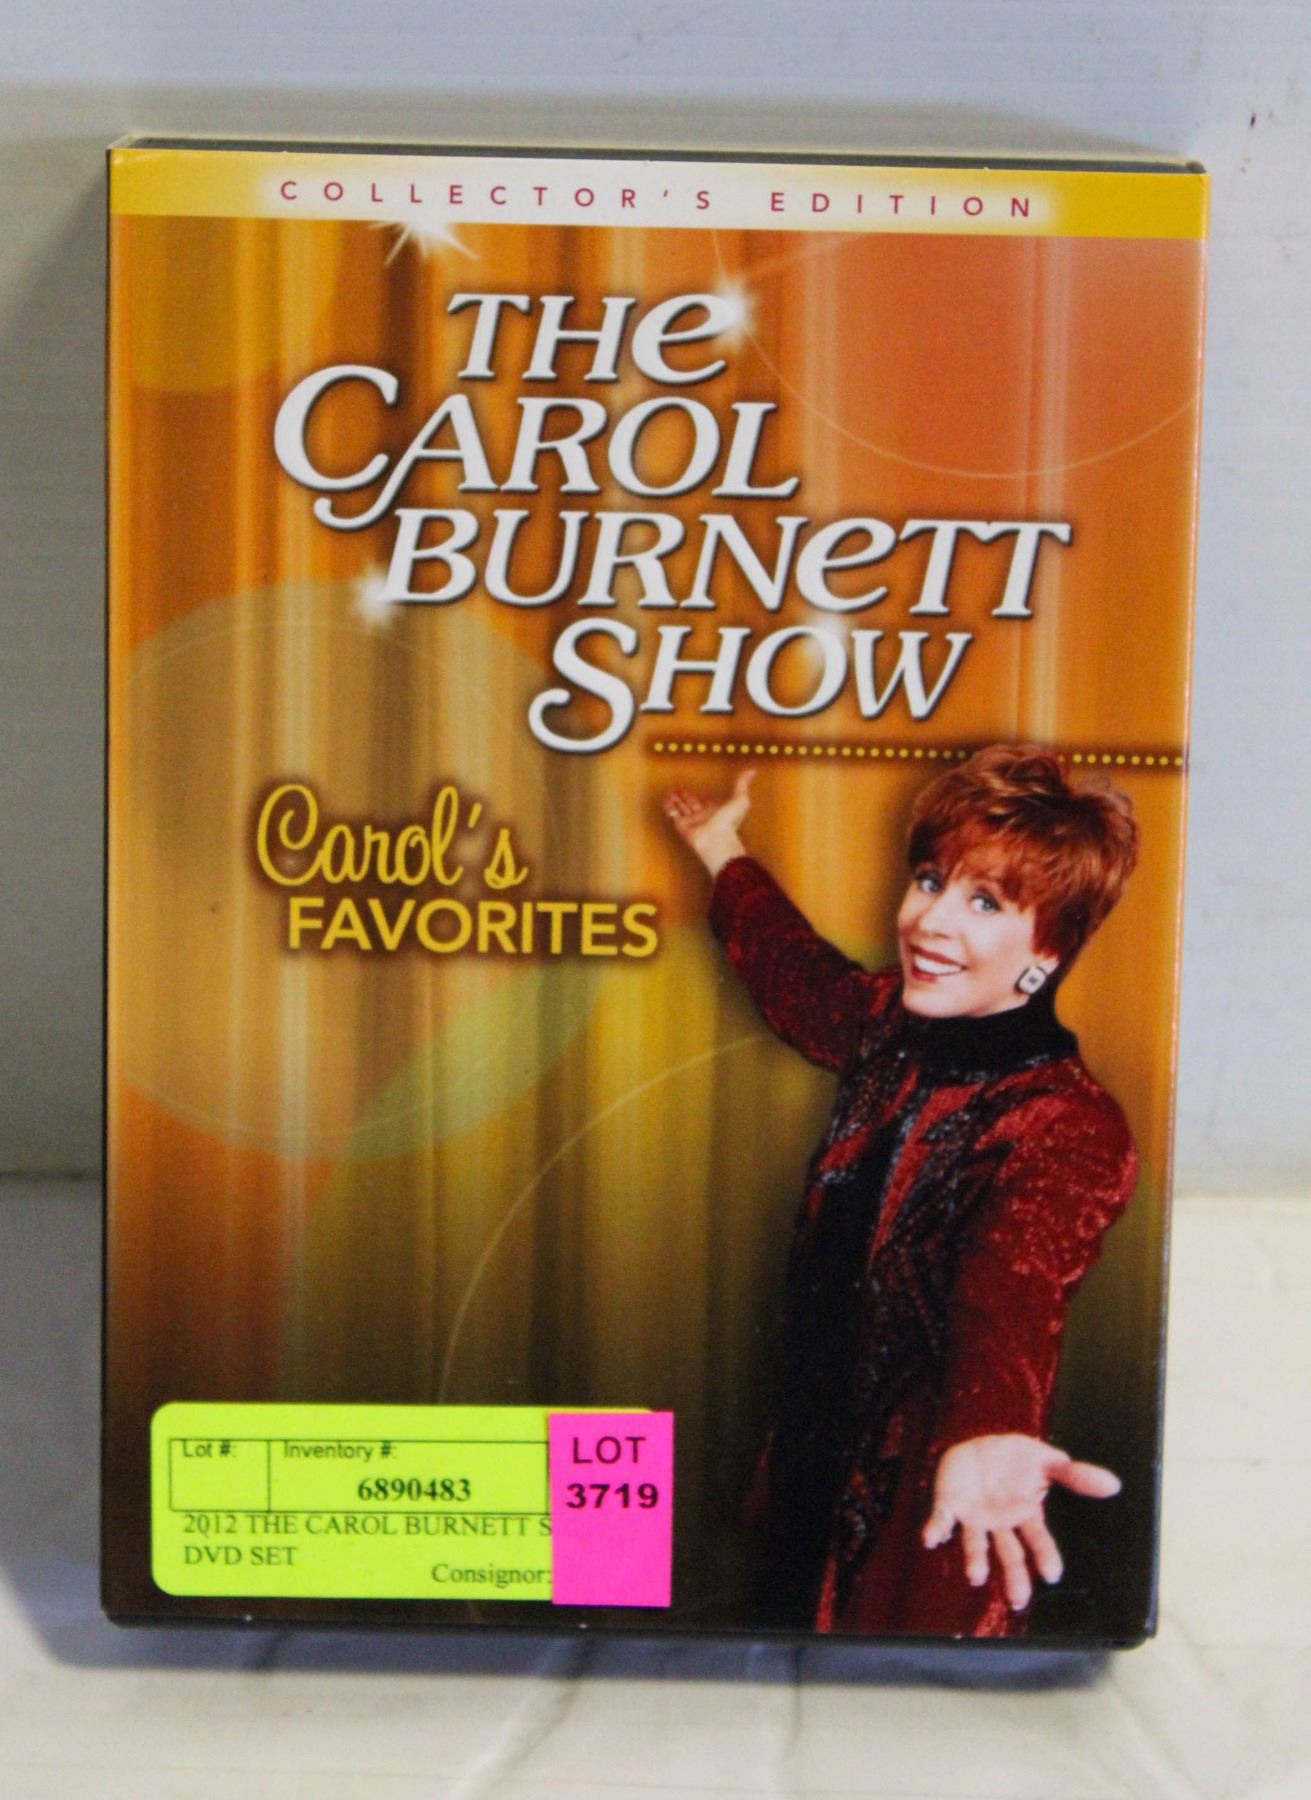 COLLECTOR'S EDITION
THE
CAROL
BURNETT
SHOW
Carol's
FAVORITES
Lot #: Inventory #:
6890483
2012 THE CAROL BURNETT S
DVD SET
Consignor:
LOT
3719